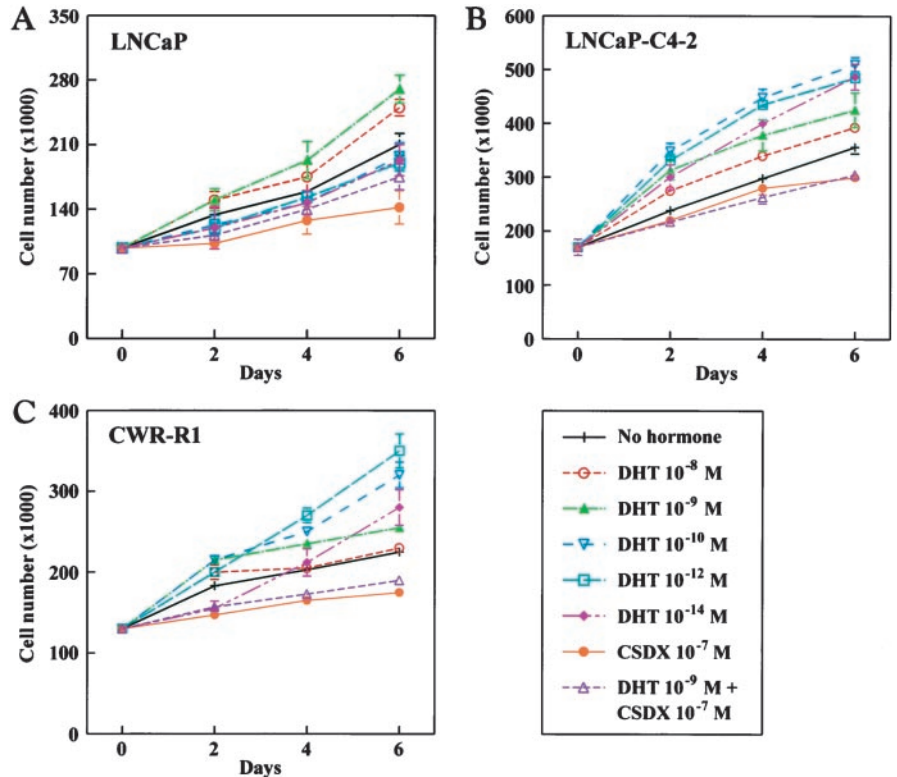 A
LNCaP
Cell number (x1000)
350
280
210
140
70
0
0 2 4 6
Days
B
LNCaP-C4-2
Cell number (x1000)
600
500
400
300
200
100
0
0 2 4 6
Days
C
CWR-R1
Cell number (x1000)
400
300
200
100
0
0 2 4 6
Days
No hormone
DHT 10⁻⁸ M
DHT 10⁻⁹ M
DHT 10⁻¹⁰ M
DHT 10⁻¹² M
DHT 10⁻¹⁴ M
CSDX 10⁻⁷ M
DHT 10⁻⁹ M +
CSDX 10⁻⁷ M